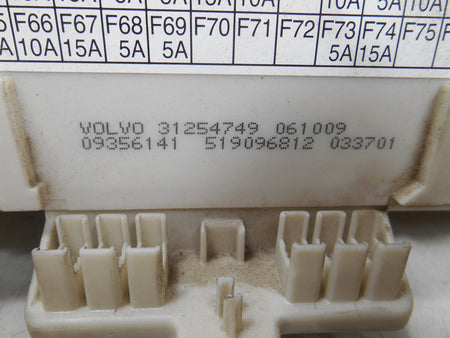 F66 F67 F68 F69 F70 F71 F72 F73 F74 F75
10A 15A 5A 5A 5A 15A
VOLVO 31254749 061009
09356141 519096812 033701